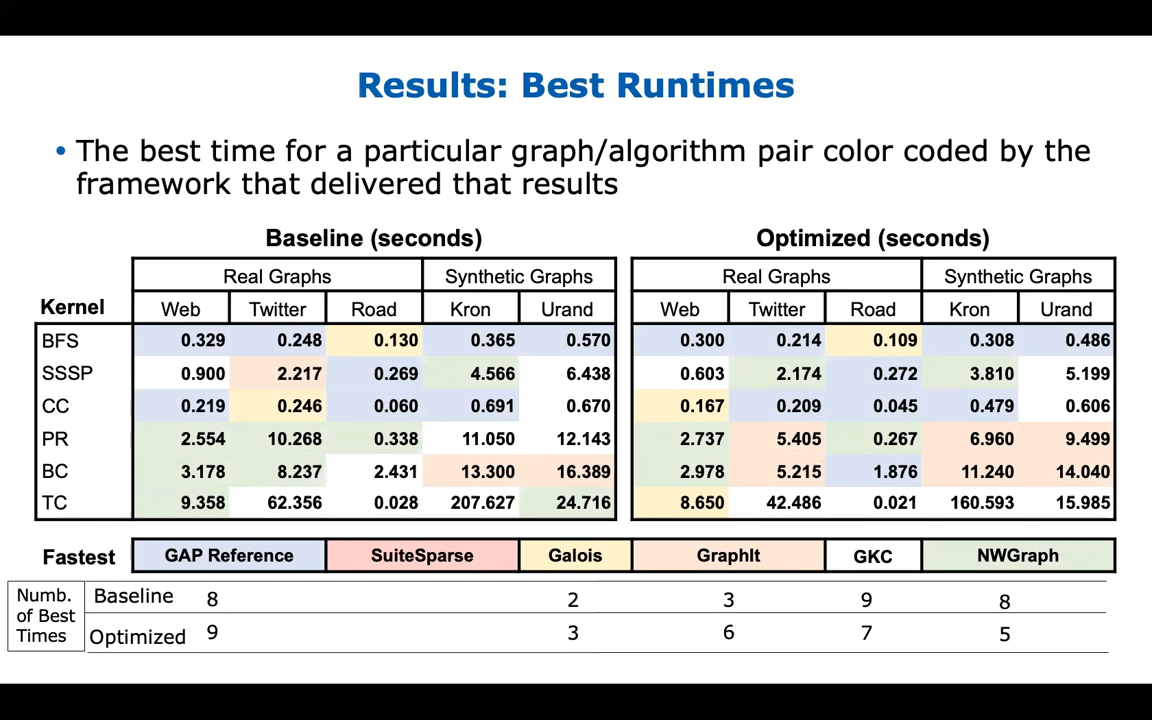 Results: Best Runtimes
• The best time for a particular graph/algorithm pair color coded by the
framework that delivered that results
Baseline (seconds) Optimized (seconds)
Real Graphs Synthetic Graphs Real Graphs Synthetic Graphs
Kernel Web Twitter Road Kron Urand Web Twitter Road Kron Urand
BFS 0.329 0.248 0.130 0.365 0.570 0.300 0.214 0.109 0.308 0.486
SSSP 0.900 2.217 0.269 4.566 6.438 0.603 2.174 0.272 3.810 5.199
CC 0.219 0.246 0.060 0.691 0.670 0.167 0.209 0.045 0.479 0.606
PR 2.554 10.268 0.338 11.050 12.143 2.737 5.405 0.267 6.960 9.499
BC 3.178 8.237 2.431 13.300 16.389 2.978 5.215 1.876 11.240 14.040
TC 9.358 62.356 0.028 207.627 24.716 8.650 42.486 0.021 160.593 15.985
Fastest GAP Reference SuiteSparse Galois GraphIt GKC NWGraph
Numb.
of Best
Times
Baseline 8 2 3 9 8
Optimized 9 3 6 7 5